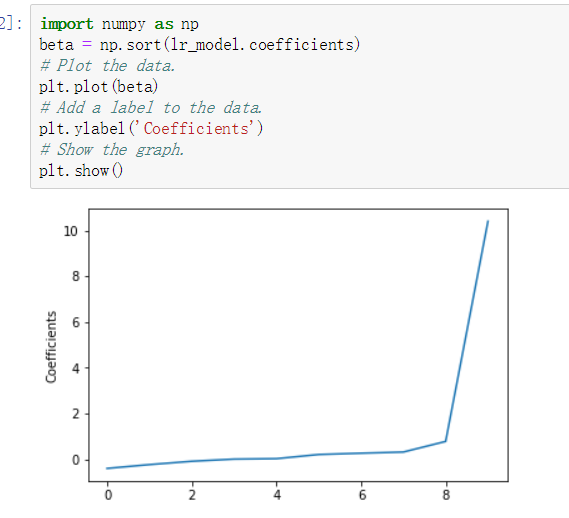 2]:
import numpy as np
beta = np.sort(lr_model.coefficients)
# Plot the data.
plt.plot(beta)
# Add a label to the data.
plt.ylabel('Coefficients')
# Show the graph.
plt.show()
10
8
6
4
2
0
Coefficients
0 2 4 6 8